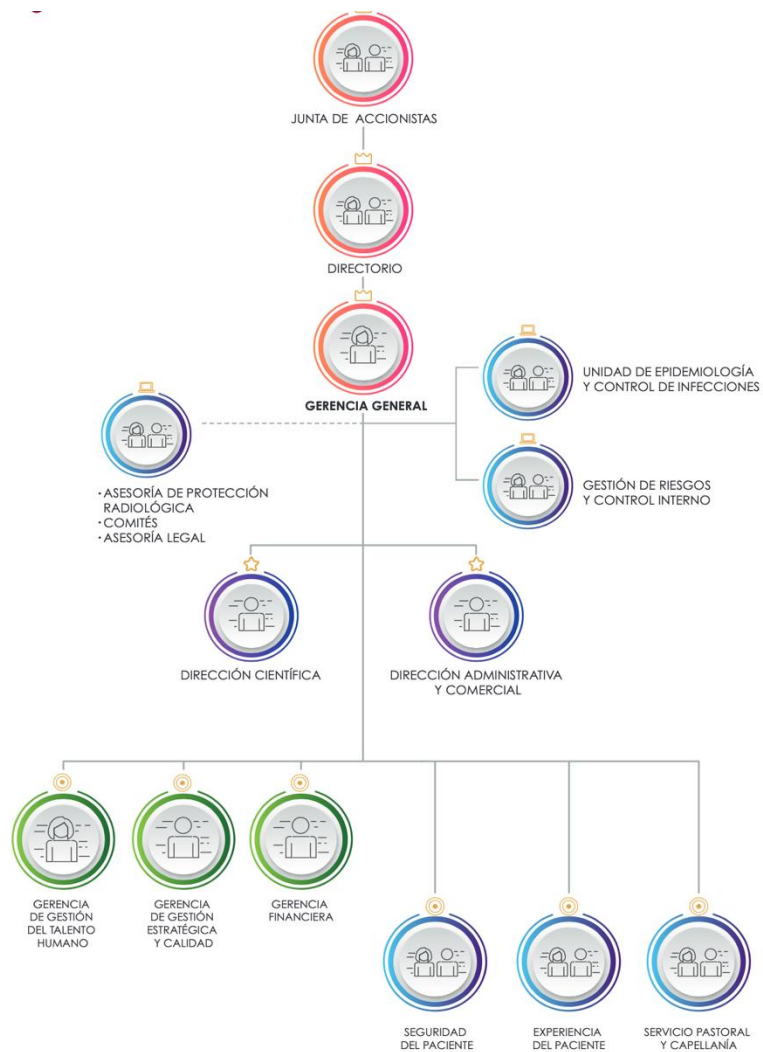 JUNTA DE ACCIONISTAS
DIRECTORIO
GERENCIA GENERAL
UNIDAD DE EPIDEMIOLOGÍA
Y CONTROL DE INFECCIONES
· ASESORÍA DE PROTECCIÓN
RADIOLÓGICA
· COMITÉS
· ASESORÍA LEGAL
GESTIÓN DE RIESGOS
Y CONTROL INTERNO
DIRECCIÓN CIENTÍFICA
DIRECCIÓN ADMINISTRATIVA
Y COMERCIAL
GERENCIA
DE GESTIÓN
DEL TALENTO
HUMANO
GERENCIA
DE GESTIÓN
ESTRATÉGICA
Y CALIDAD
GERENCIA
FINANCIERA
SEGURIDAD
DEL PACIENTE
EXPERIENCIA
DEL PACIENTE
SERVICIO PASTORAL
Y CAPELLANÍA